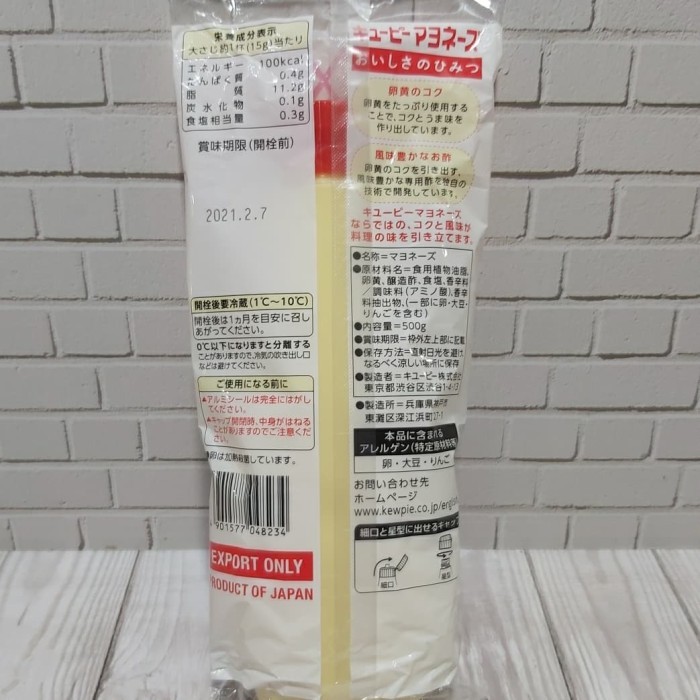 栄養成分表示
大さじ約1杯(15g)当たり
エネルギー 100kcal
たんぱく質 0.4g
脂質 11.2g
炭水化物 0.1g
食塩相当量 0.3g
賞味期限(開栓前)
2021.2.7
開栓後要冷蔵(1℃~10℃)
開栓後は1ヵ月を目安に召し
あがってください。
0℃以下になりますと分離する
ことがありますので、冷気の吹き出し口
などは避けてください。
ご使用になる前に
▲アルミシールは完全にはがし
てください。
▲キャップ開閉時、中身がはねる
ことがありますのでご注意くださ
い。
は加熱殺菌しています。
901577 048234
EXPORT ONLY
PRODUCT OF JAPAN
キユーピーマヨネーズ
おいしさのひみつ
卵黄のコク
卵黄をたっぷり使用する
ことで、コクとうま味を
作り出しています。
風味豊かなお酢
卵黄のコクを引き出す、
風味豊かな専用酢を独自の
技術で開発しています。
キユーピーマヨネーズ
ならではの、コクと風味が
料理の味を引き立てます。
●名称=マヨネーズ
●原材料名=食用植物油脂、
卵黄、醸造酢、食塩、香辛料
/調味料(アミノ酸)、香辛
料抽出物、(一部に卵・大豆・
りんごを含む)
●内容量=500g
●賞味期限=枠外左上部に記載
●保存方法=直射日光を避け、
なるべく涼しい場所に保存
●製造者=キユーピー株式会社
東京都渋谷区渋谷1-4-13
●製造所=兵庫県神戸市
東灘区深江浜町27-1
本品に含まれる
アレルゲン(特定原材料等)
卵・大豆・りんご
お問い合わせ先
ホームページ
www.kewpie.co.jp/
細口と星型に出せるキャップ
細口
星型